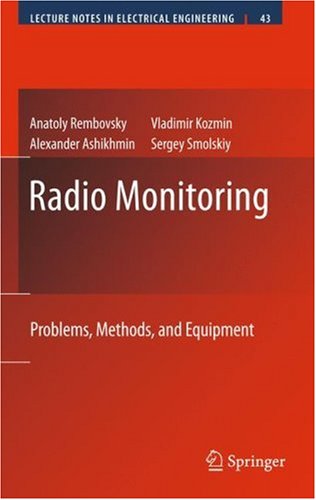 LECTURE NOTES IN ELECTRICAL ENGINEERING | 43
Anatoly Rembovsky Vladimir Kozmin
Alexander Ashikhmin Sergey Smolskiy
Radio Monitoring
Problems, Methods, and Equipment
Springer